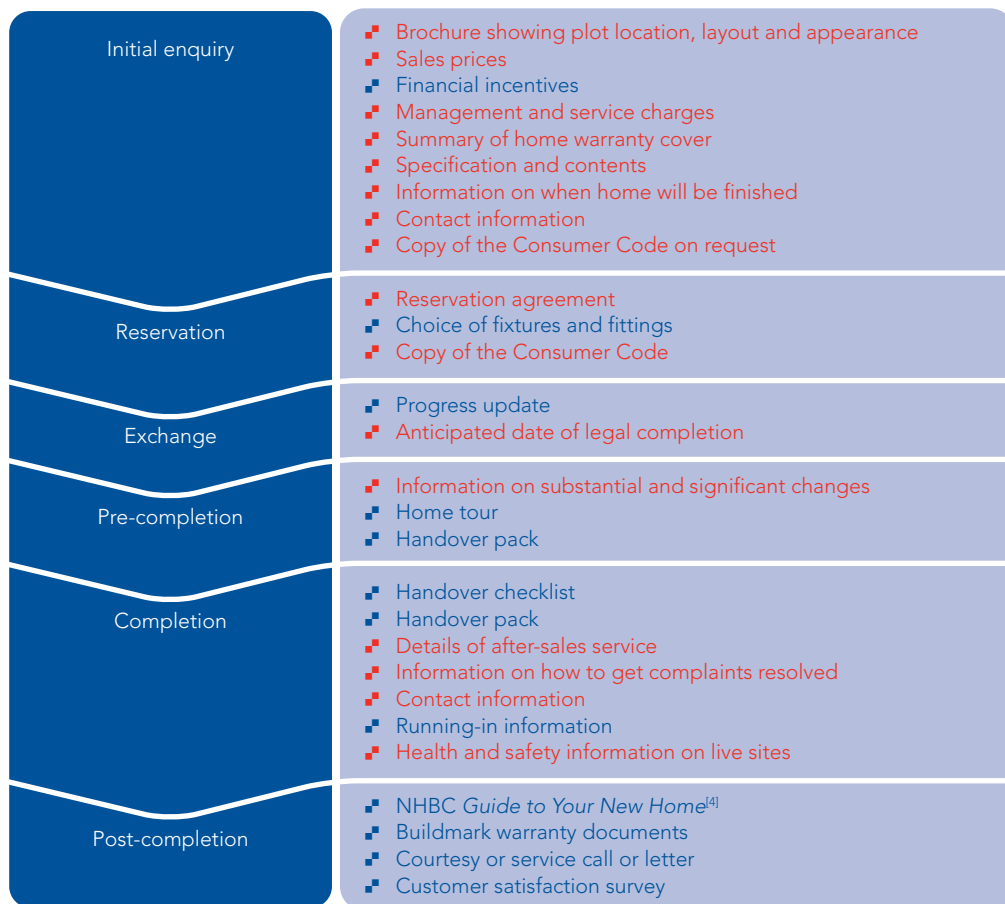 Initial enquiry
Brochure showing plot location, layout and appearance
Sales prices
Financial incentives
Management and service charges
Summary of home warranty cover
Specification and contents
Information on when home will be finished
Contact information
Copy of the Consumer Code on request
Reservation
Reservation agreement
Choice of fixtures and fittings
Copy of the Consumer Code
Exchange
Progress update
Anticipated date of legal completion
Pre-completion
Information on substantial and significant changes
Home tour
Handover pack
Completion
Handover checklist
Handover pack
Details of after-sales service
Information on how to get complaints resolved
Contact information
Running-in information
Health and safety information on live sites
Post-completion
NHBC Guide to Your New Home[4]
Buildmark warranty documents
Courtesy or service call or letter
Customer satisfaction survey